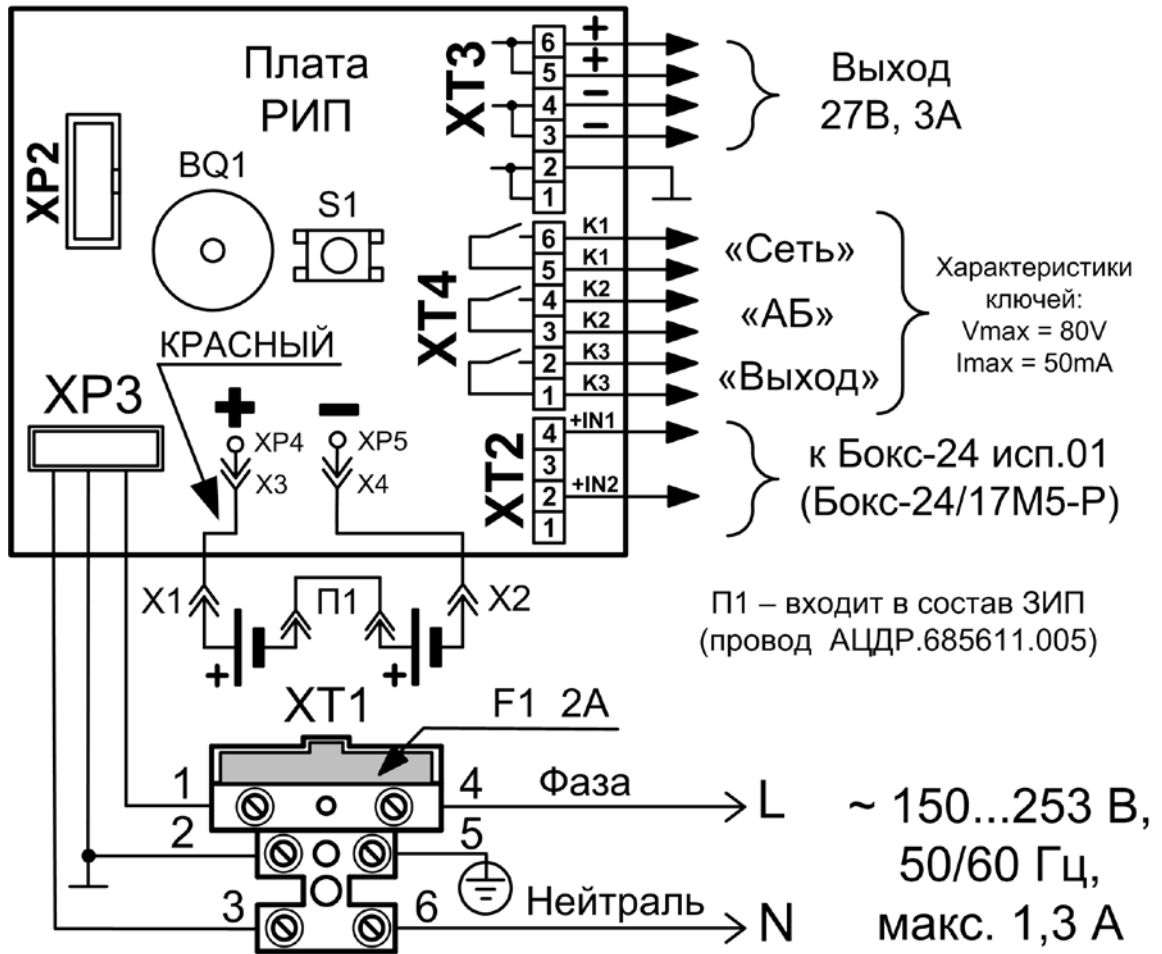 Плата
РИП
XP2
BQ1
S1
КРАСНЫЙ
XP3
+
−
XP4
XP5
X3
X4
XT3
6
5
4
3
2
1
+
+
−
−
Выход
27В, 3А
XT4
6
5
4
3
2
1
K1
K1
K2
K2
K3
K3
«Сеть»
«АБ»
«Выход»
Характеристики
ключей:
Vmax = 80V
Imax = 50mA
XT2
4
3
2
1
+IN1
+IN2
к Бокс-24 исп.01
(Бокс-24/17М5-Р)
X1
П1
X2
+
+
П1 – входит в состав ЗИП
(провод АЦДР.685611.005)
XT1
F1 2A
1
2
3
4
5
6
Фаза
L
Нейтраль
N
~ 150...253 В,
50/60 Гц,
макс. 1,3 А